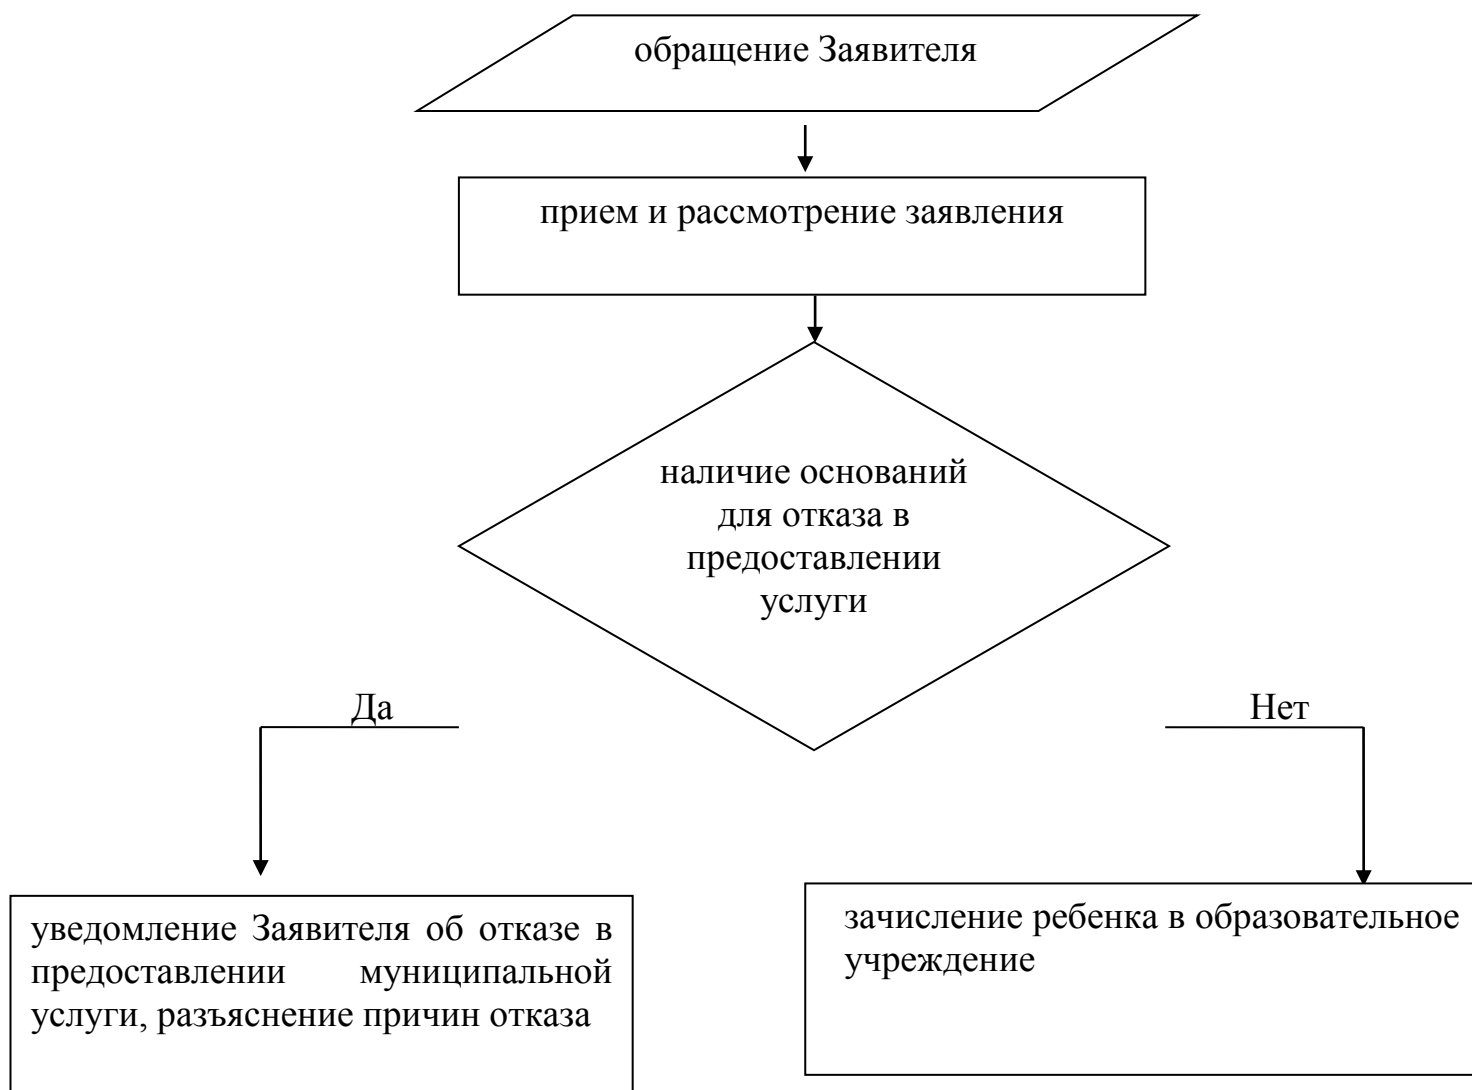 обращение Заявителя
прием и рассмотрение заявления
наличие оснований
для отказа в
предоставлении
услуги
Да
Нет
уведомление Заявителя об отказе в
предоставлении муниципальной
услуги, разъяснение причин отказа
зачисление ребенка в образовательное
учреждение